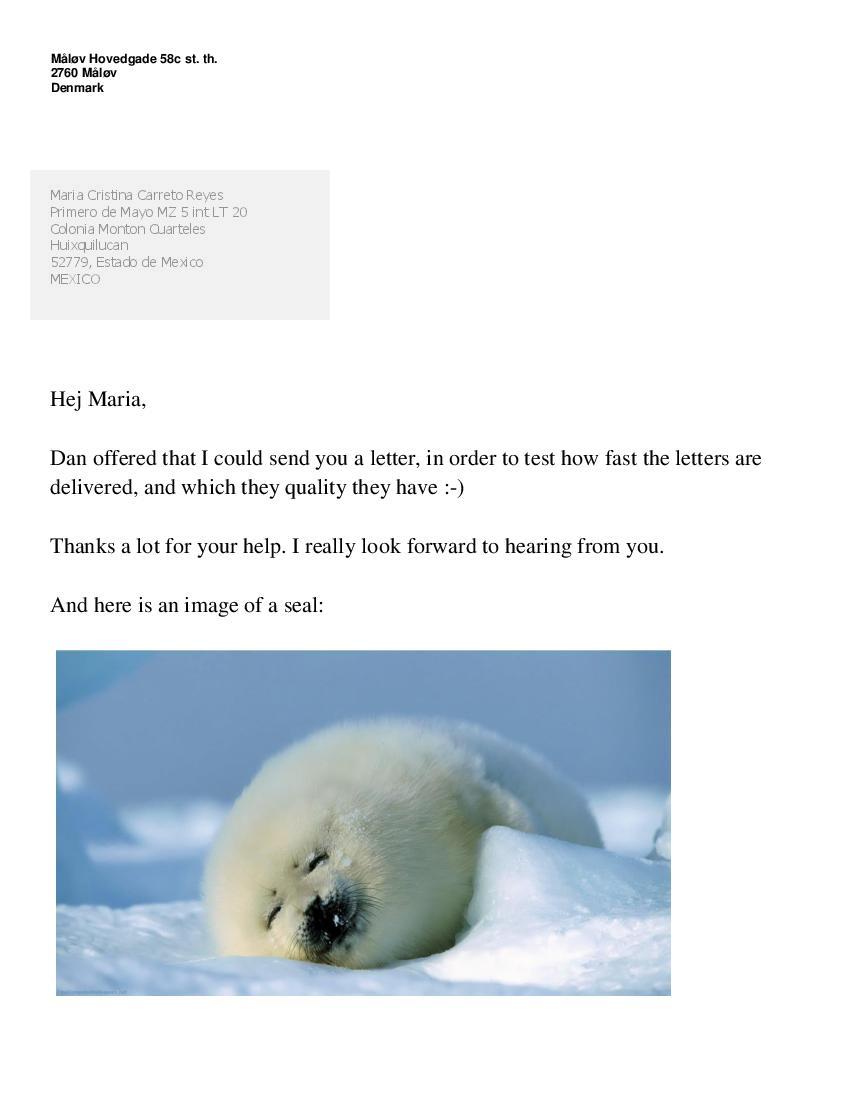 Måløv Hovedgade 58c st. th.
2760 Måløv
Denmark
Maria Cristina Carreto Reyes
Primero de Mayo MZ 5 int LT 20
Colonia Monton Cuarteles
Huixquilucan
52779, Estado de Mexico
MEXICO
Hej Maria,
Dan offered that I could send you a letter, in order to test how fast the letters are
delivered, and which they quality they have :-)
Thanks a lot for your help. I really look forward to hearing from you.
And here is an image of a seal: